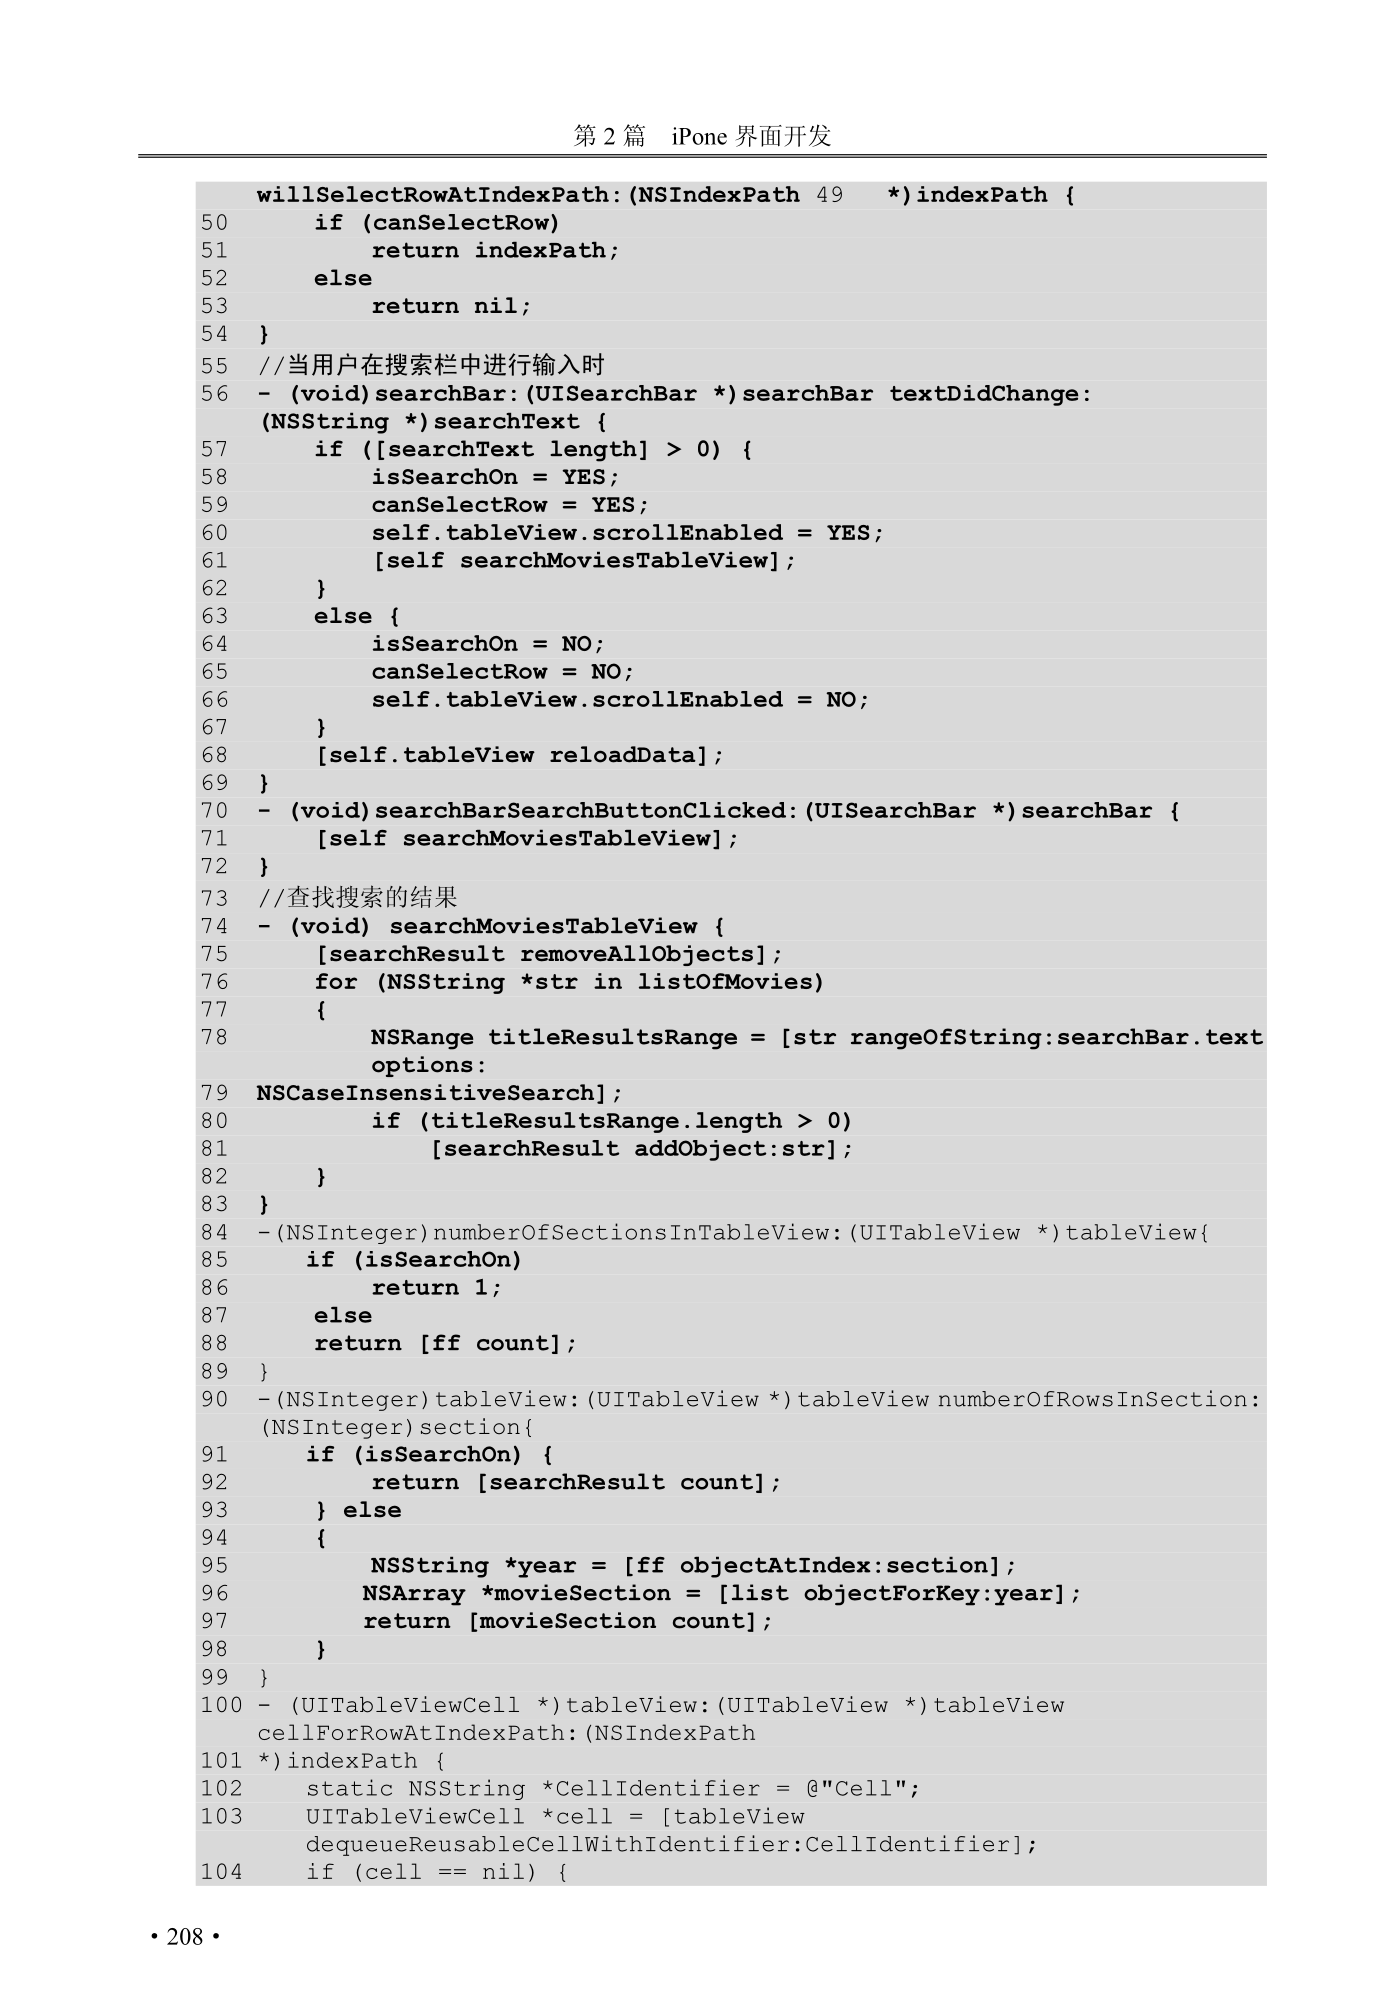 第 2 篇　iPone 界面开发
willSelectRowAtIndexPath:(NSIndexPath 49   *)indexPath {
50      if (canSelectRow)
51          return indexPath;
52      else
53          return nil;
54  }
55  //当用户在搜索栏中进行输入时
56  - (void)searchBar:(UISearchBar *)searchBar textDidChange:
(NSString *)searchText {
57      if ([searchText length] > 0) {
58          isSearchOn = YES;
59          canSelectRow = YES;
60          self.tableView.scrollEnabled = YES;
61          [self searchMoviesTableView];
62      }
63      else {
64          isSearchOn = NO;
65          canSelectRow = NO;
66          self.tableView.scrollEnabled = NO;
67      }
68      [self.tableView reloadData];
69  }
70  - (void)searchBarSearchButtonClicked:(UISearchBar *)searchBar {
71      [self searchMoviesTableView];
72  }
73  //查找搜索的结果
74  - (void) searchMoviesTableView {
75      [searchResult removeAllObjects];
76      for (NSString *str in listOfMovies)
77      {
78          NSRange titleResultsRange = [str rangeOfString:searchBar.text
options:
79  NSCaseInsensitiveSearch];
80          if (titleResultsRange.length > 0)
81              [searchResult addObject:str];
82      }
83  }
84  -(NSInteger)numberOfSectionsInTableView:(UITableView *)tableView{
85     if (isSearchOn)
86          return 1;
87      else
88      return [ff count];
89  }
90  -(NSInteger)tableView:(UITableView *)tableView numberOfRowsInSection:
(NSInteger)section{
91     if (isSearchOn) {
92          return [searchResult count];
93      } else
94      {
95          NSString *year = [ff objectAtIndex:section];
96         NSArray *movieSection = [list objectForKey:year];
97         return [movieSection count];
98      }
99  }
100 - (UITableViewCell *)tableView:(UITableView *)tableView
cellForRowAtIndexPath:(NSIndexPath
101 *)indexPath {
102    static NSString *CellIdentifier = @"Cell";
103    UITableViewCell *cell = [tableView
dequeueReusableCellWithIdentifier:CellIdentifier];
104    if (cell == nil) {
• 208 •